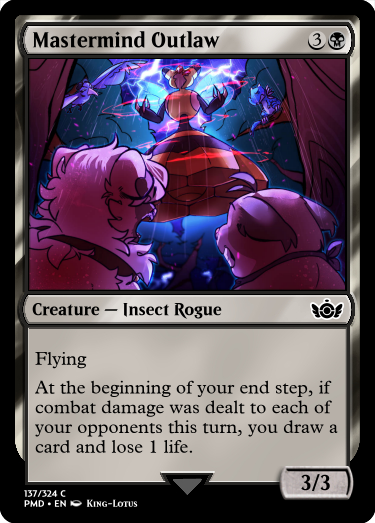 Mastermind Outlaw 3
Creature — Insect Rogue
Flying
At the beginning of your end step, if
combat damage was dealt to each of
your opponents this turn, you draw a
card and lose 1 life.
3/3
137/324 C
PMD • EN King-Lotus